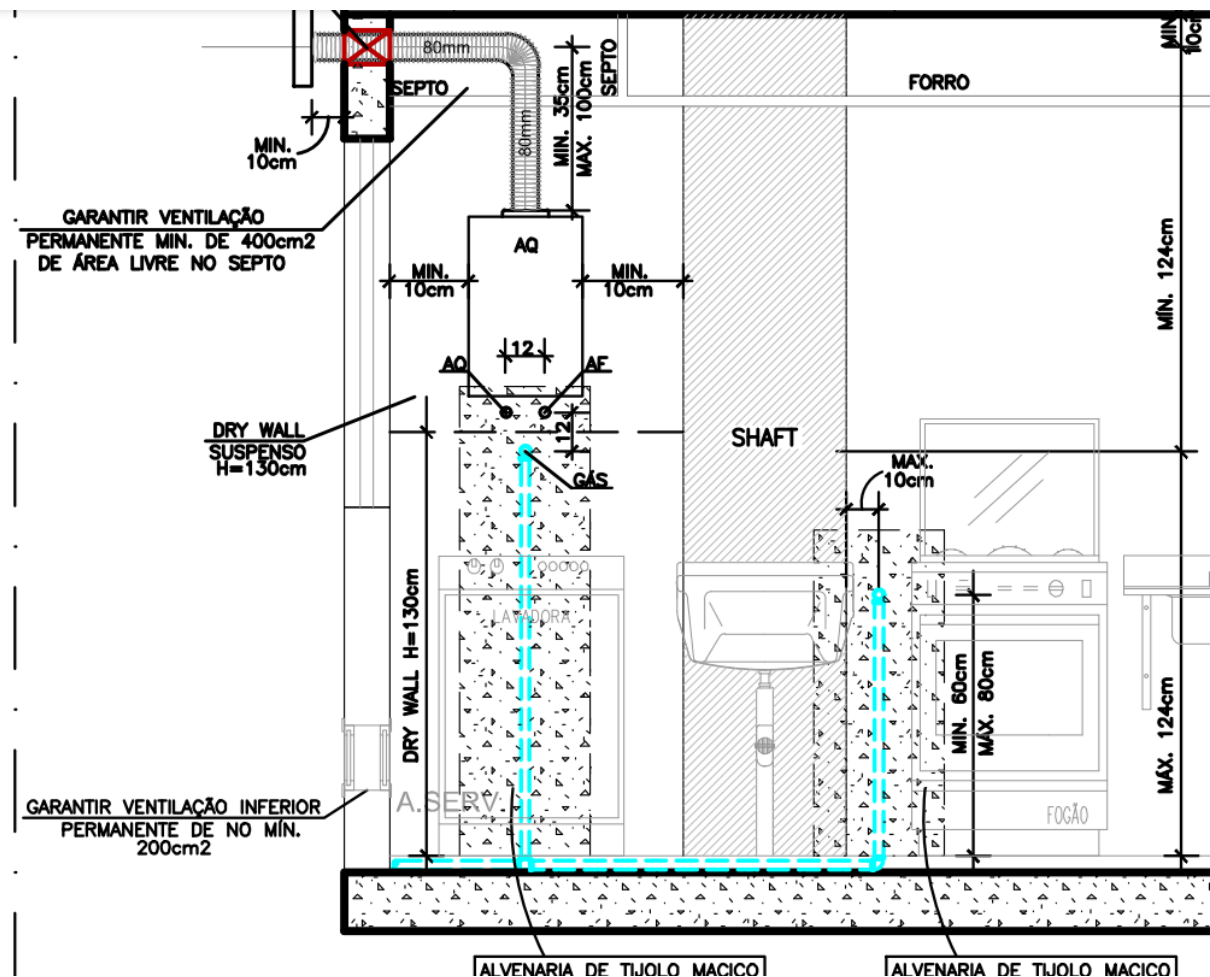 MIN.
10cm
80mm
SEPTO
SEPTO
FORRO
80mm
MIN. 35cm
MAX. 100cm
MIN.
10cm
GARANTIR VENTILAÇÃO
PERMANENTE MIN. DE 400cm2
DE ÁREA LIVRE NO SEPTO
AQ
MIN.
10cm
MIN.
10cm
MÍN. 124cm
12
AQ
AF
DRY WALL
SUSPENSO
H=130cm
12
GÁS
SHAFT
MAX.
10cm
LAVADORA
DRY WALL H=130cm
MIN. 60cm
MÁX. 80cm
MÁX. 124cm
GARANTIR VENTILAÇÃO INFERIOR
PERMANENTE DE NO MÍN.
200cm2
A.SERV
FOGÃO
ALVENARIA DE TIJOLO MACICO
ALVENARIA DE TIJOLO MACICO